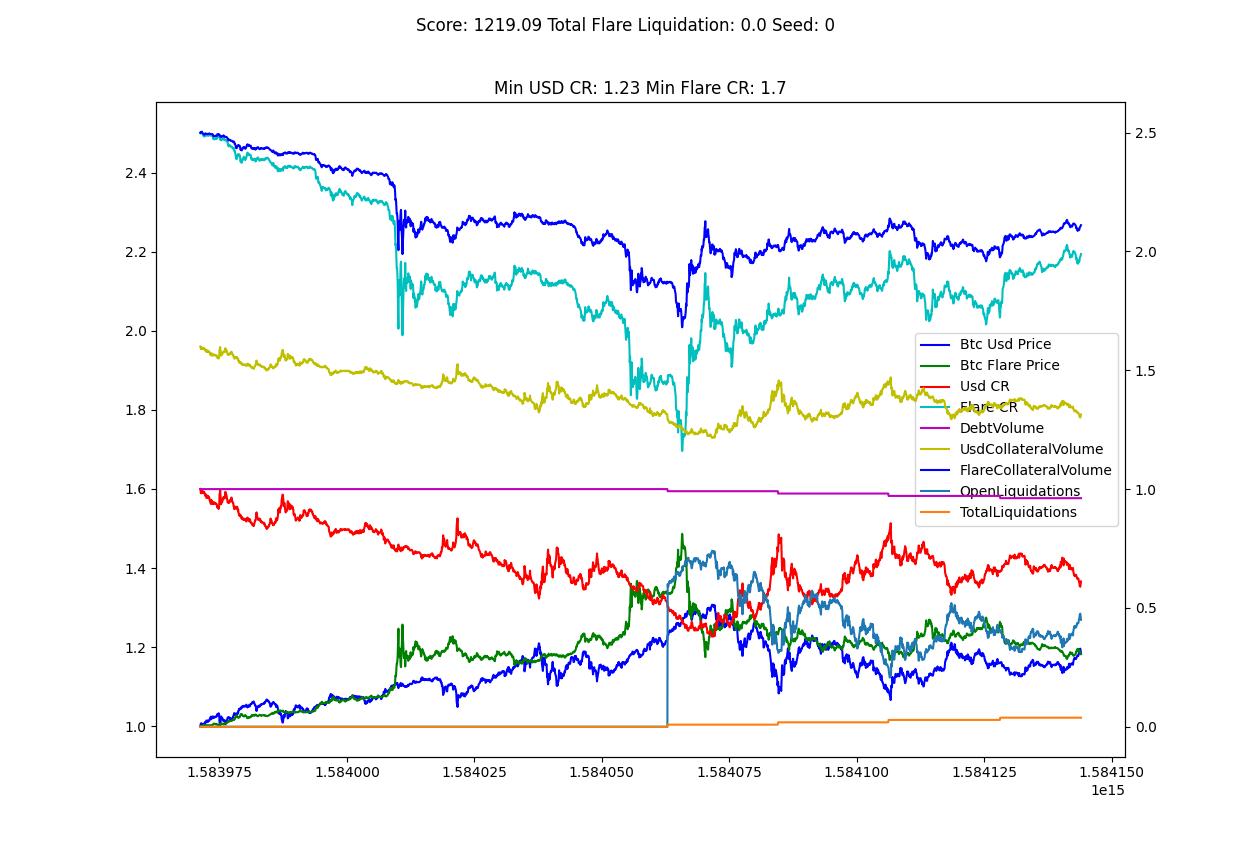 Score: 1219.09 Total Flare Liquidation: 0.0 Seed: 0
Min USD CR: 1.23 Min Flare CR: 1.7
2.4
2.2
2.0
1.8
1.6
1.4
1.2
1.0
2.5
2.0
1.5
1.0
0.5
0.0
Btc Usd Price
Btc Flare Price
Usd CR
Flare CR
DebtVolume
UsdCollateralVolume
FlareCollateralVolume
OpenLiquidations
TotalLiquidations
1.583975 1.584000 1.584025 1.584050 1.584075 1.584100 1.584125 1.584150
1e15